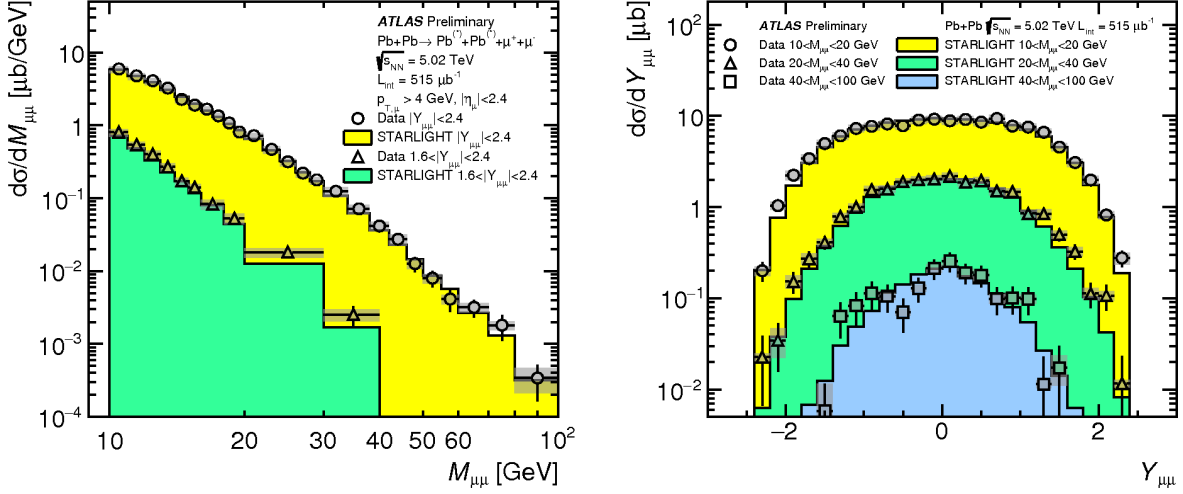 ATLAS Preliminary
Pb+Pb→ Pb(*)+Pb(*)+μ⁺+μ⁻
√sNN = 5.02 TeV
Lint = 515 μb⁻¹
pT,μ > 4 GeV, |ημ|<2.4
Data |Yμμ|<2.4
STARLIGHT |Yμμ|<2.4
Data 1.6<|Yμμ|<2.4
STARLIGHT 1.6<|Yμμ|<2.4
dσ/dMμμ [μb/GeV]
10
1
10⁻¹
10⁻²
10⁻³
10⁻⁴
10 20 30 40 50 60 10²
Mμμ [GeV]
ATLAS Preliminary Pb+Pb √sNN = 5.02 TeV Lint = 515 μb⁻¹
Data 10<Mμμ<20 GeV STARLIGHT 10<Mμμ<20 GeV
Data 20<Mμμ<40 GeV STARLIGHT 20<Mμμ<40 GeV
Data 40<Mμμ<100 GeV STARLIGHT 40<Mμμ<100 GeV
dσ/dYμμ [μb]
10²
10
1
10⁻¹
10⁻²
−2 0 2
Yμμ